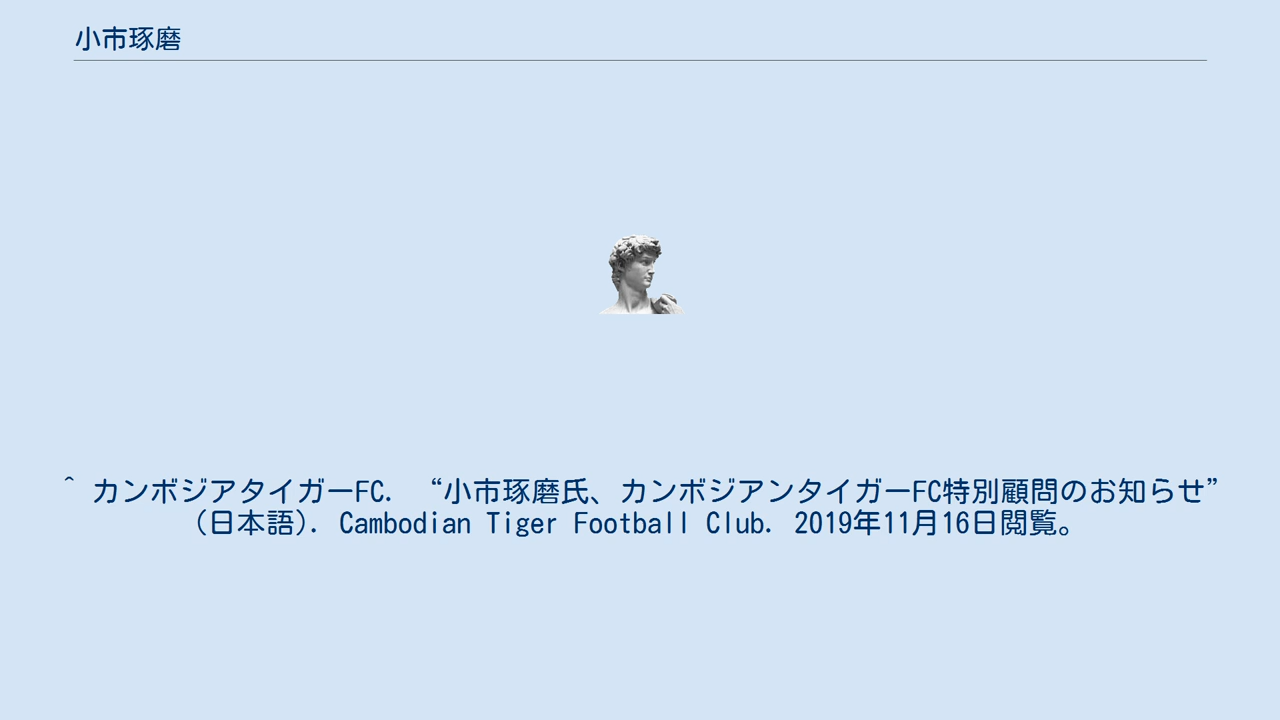 小市琢磨
^ カンボジアタイガーFC. “小市琢磨氏、カンボジアンタイガーFC特別顧問のお知らせ”
(日本語). Cambodian Tiger Football Club. 2019年11月16日閲覧。